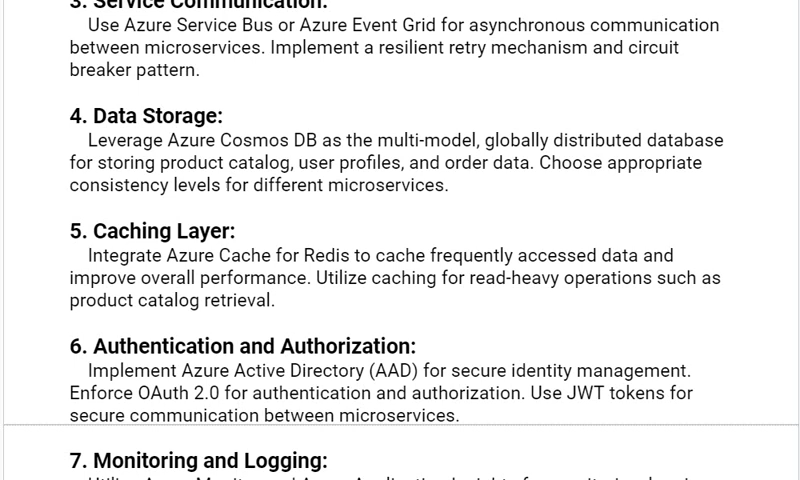 3. Service Communication:
Use Azure Service Bus or Azure Event Grid for asynchronous communication
between microservices. Implement a resilient retry mechanism and circuit
breaker pattern.
4. Data Storage:
Leverage Azure Cosmos DB as the multi-model, globally distributed database
for storing product catalog, user profiles, and order data. Choose appropriate
consistency levels for different microservices.
5. Caching Layer:
Integrate Azure Cache for Redis to cache frequently accessed data and
improve overall performance. Utilize caching for read-heavy operations such as
product catalog retrieval.
6. Authentication and Authorization:
Implement Azure Active Directory (AAD) for secure identity management.
Enforce OAuth 2.0 for authentication and authorization. Use JWT tokens for
secure communication between microservices.
7. Monitoring and Logging: